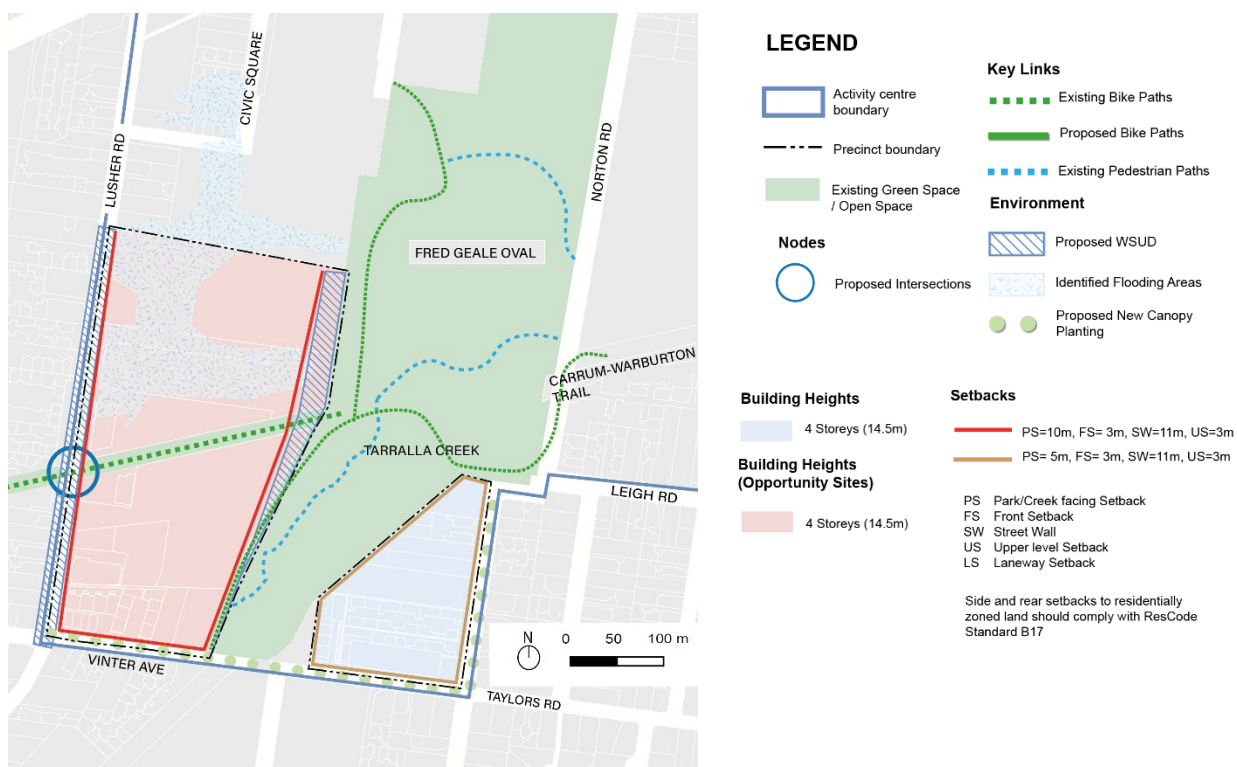 LUSHER RD
CIVIC SQUARE
NORTON RD
FRED GEALE OVAL
CARRUM-WARBURTON
TRAIL
TARRALLA CREEK
LEIGH RD
VINTER AVE
TAYLORS RD
N
0 50 100 m
LEGEND
Activity centre
boundary
Precinct boundary
Existing Green Space
/ Open Space
Nodes
Proposed Intersections
Key Links
Existing Bike Paths
Proposed Bike Paths
Existing Pedestrian Paths
Environment
Proposed WSUD
Identified Flooding Areas
Proposed New Canopy
Planting
Building Heights
4 Storeys (14.5m)
Building Heights
(Opportunity Sites)
4 Storeys (14.5m)
Setbacks
PS=10m, FS= 3m, SW=11m, US=3m
PS= 5m, FS= 3m, SW=11m, US=3m
PS Park/Creek facing Setback
FS Front Setback
SW Street Wall
US Upper level Setback
LS Laneway Setback
Side and rear setbacks to residentially
zoned land should comply with ResCode
Standard B17